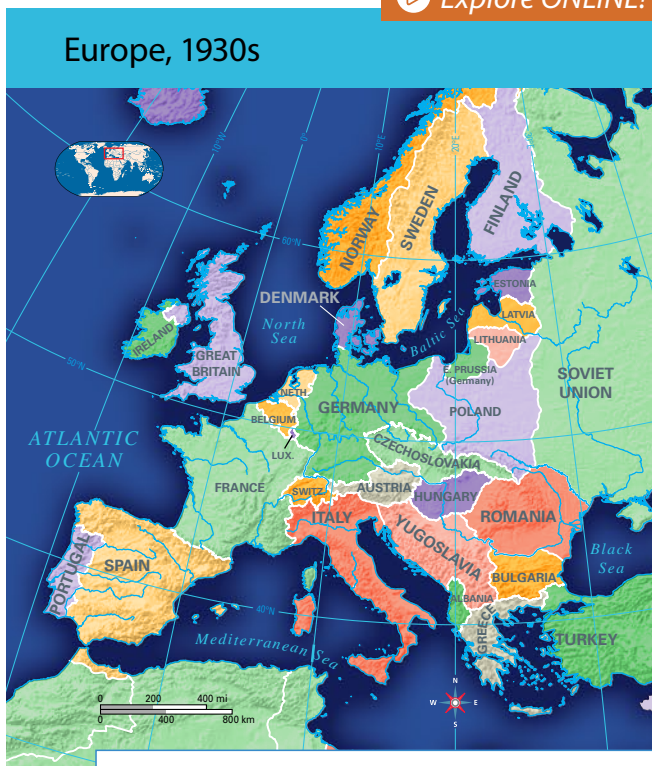 Explore ONLINE!
Europe, 1930s
10°W
0°
10°E
20°E
60°N
50°N
40°N
NORWAY
SWEDEN
FINLAND
ESTONIA
LATVIA
LITHUANIA
E. PRUSSIA
(Germany)
DENMARK
North
Sea
Baltic Sea
IRELAND
GREAT
BRITAIN
NETH.
BELGIUM
LUX.
GERMANY
POLAND
SOVIET
UNION
CZECHOSLOVAKIA
ATLANTIC
OCEAN
FRANCE
SWITZ.
AUSTRIA
HUNGARY
ROMANIA
ITALY
YUGOSLAVIA
Black
Sea
BULGARIA
PORTUGAL
SPAIN
ALBANIA
GREECE
TURKEY
Mediterranean Sea
N
W E
S
0 200 400 mi
0 400 800 km